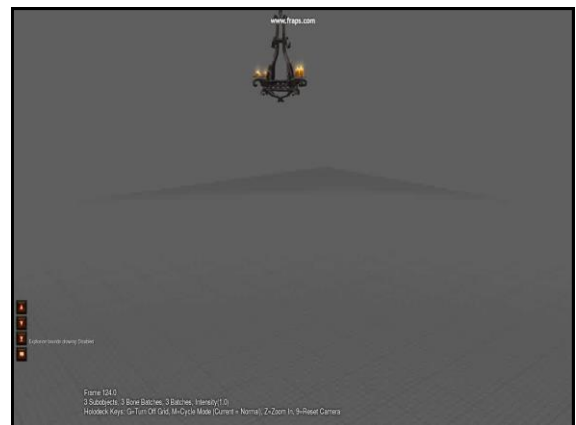 www.fraps.com
Frame 124.0
3 Subobjects, 3 Bone Batches, 3 Batches, Intensity(1.0)
Holodeck Keys: G=Turn Off Grid, M=Cycle Mode (Current = Normal), Z=Zoom In, 9=Reset Camera